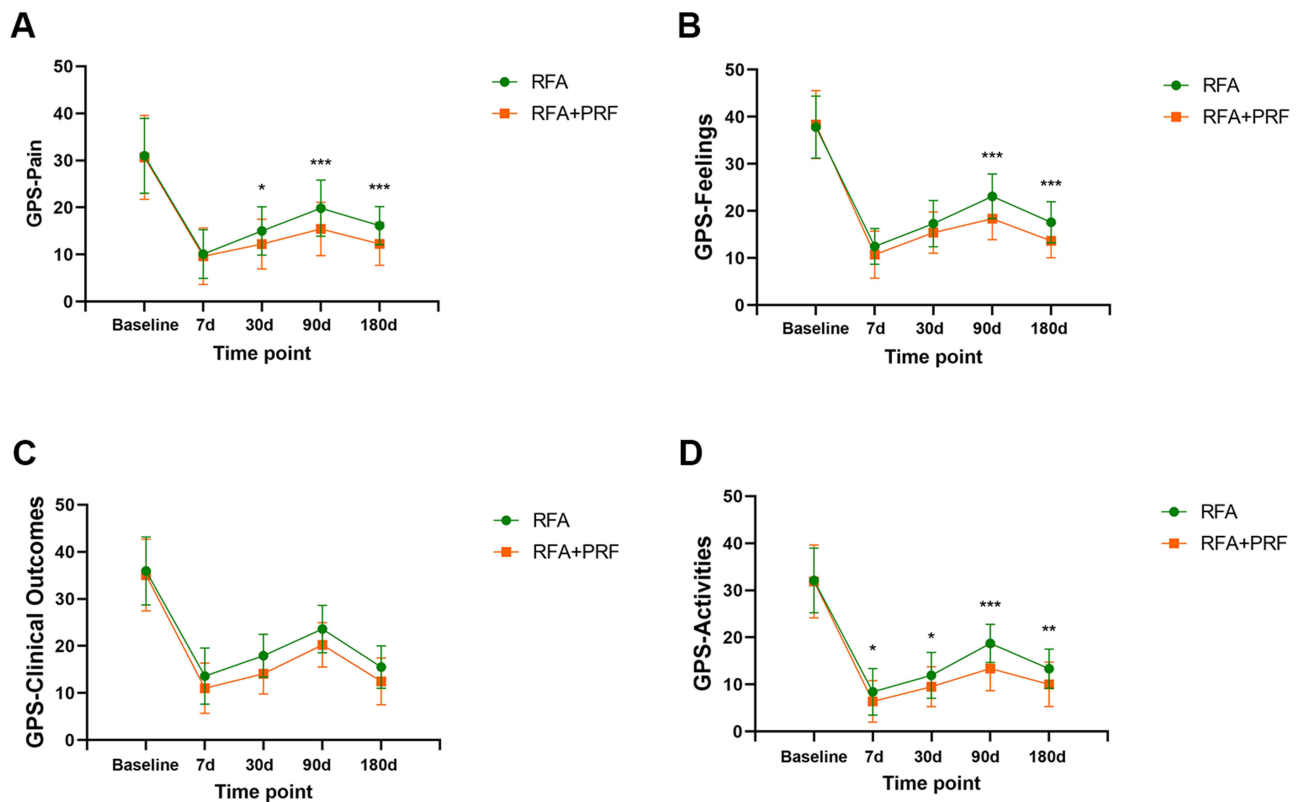 A
GPS-Pain
50
40
30
20
10
0
*
***
***
Baseline 7d 30d 90d 180d
Time point
RFA
RFA+PRF
B
GPS-Feelings
50
40
30
20
10
0
***
***
Baseline 7d 30d 90d 180d
Time point
RFA
RFA+PRF
C
GPS-Clinical Outcomes
50
40
30
20
10
0
Baseline 7d 30d 90d 180d
Time point
RFA
RFA+PRF
D
GPS-Activities
50
40
30
20
10
0
*
*
***
**
Baseline 7d 30d 90d 180d
Time point
RFA
RFA+PRF